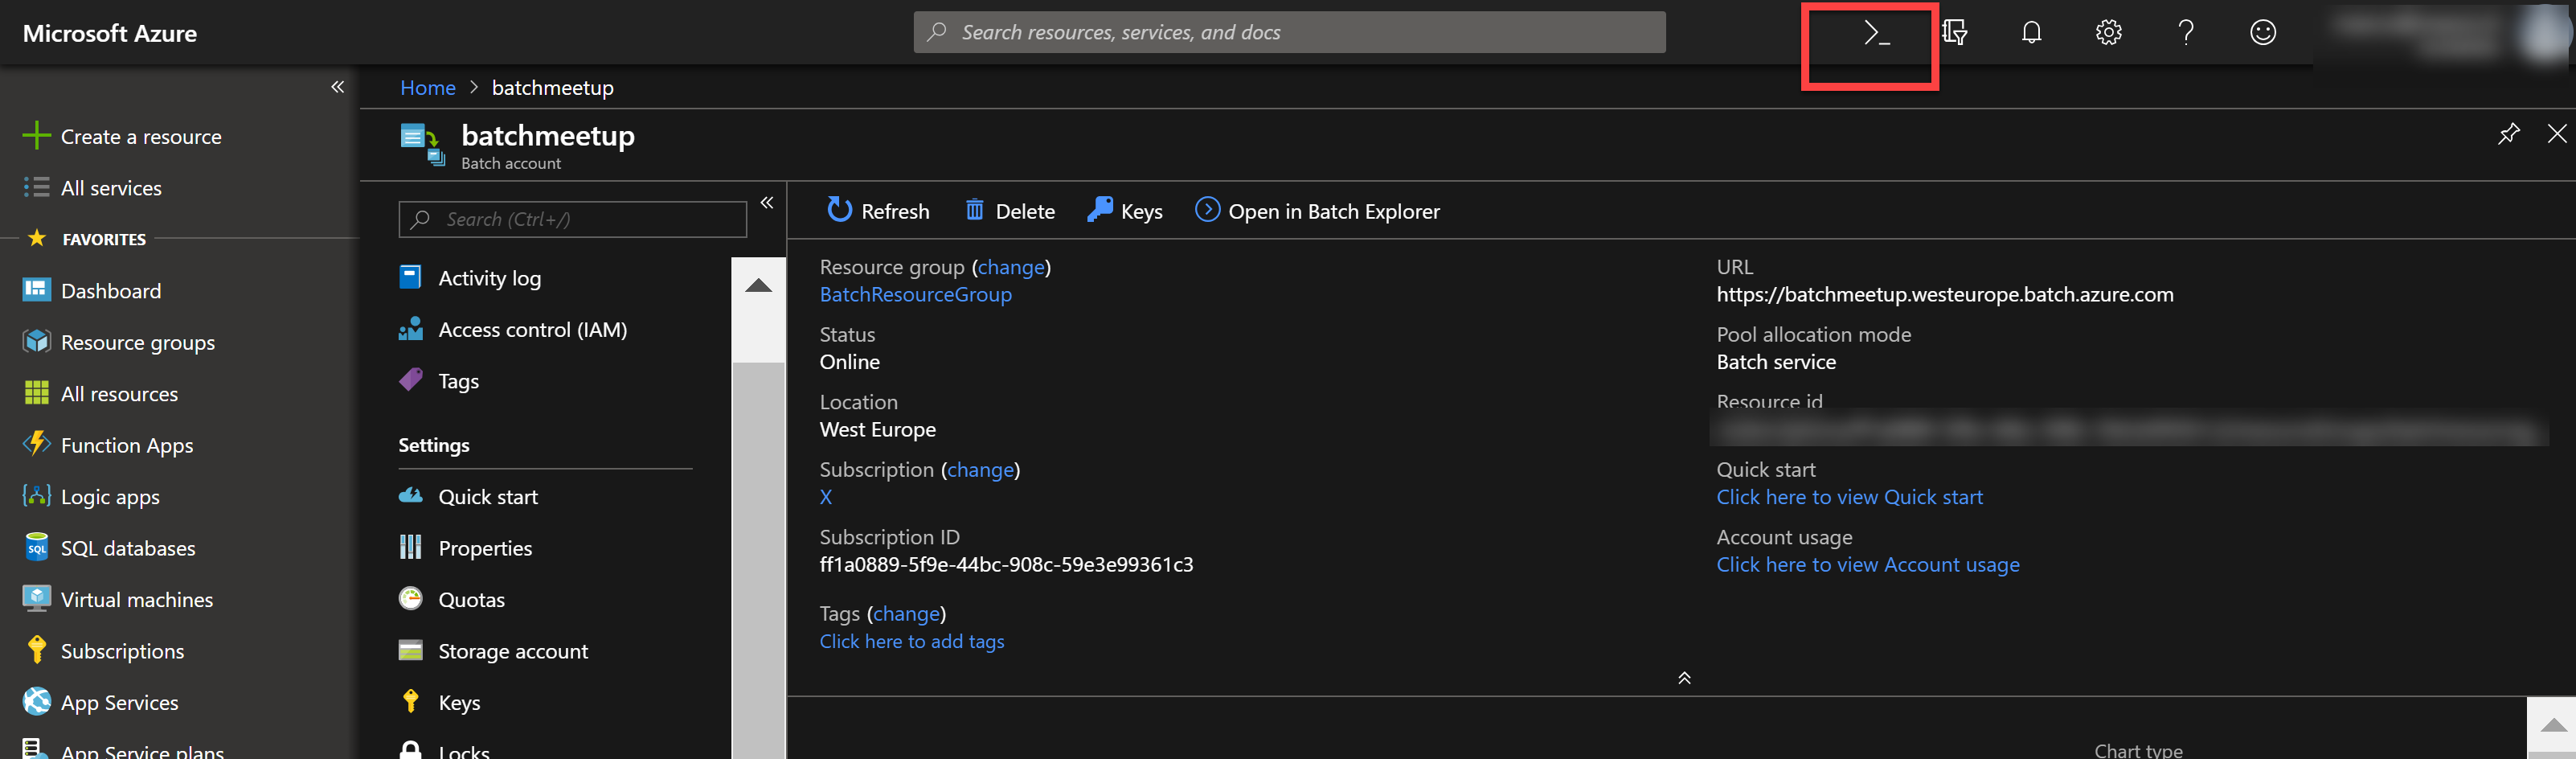 Microsoft Azure
Search resources, services, and docs
Home > batchmeetup
batchmeetup
Batch account
Create a resource
All services
FAVORITES
Dashboard
Resource groups
All resources
Function Apps
Logic apps
SQL databases
Virtual machines
Subscriptions
App Services
App Service plans
Search (Ctrl+/)
Activity log
Access control (IAM)
Tags
Settings
Quick start
Properties
Quotas
Storage account
Keys
Locks
Refresh
Delete
Keys
Open in Batch Explorer
Resource group (change)
BatchResourceGroup
Status
Online
Location
West Europe
Subscription (change)
X
Subscription ID
ff1a0889-5f9e-44bc-908c-59e3e99361c3
Tags (change)
Click here to add tags
URL
https://batchmeetup.westeurope.batch.azure.com
Pool allocation mode
Batch service
Resource id
Quick start
Click here to view Quick start
Account usage
Click here to view Account usage
Chart type